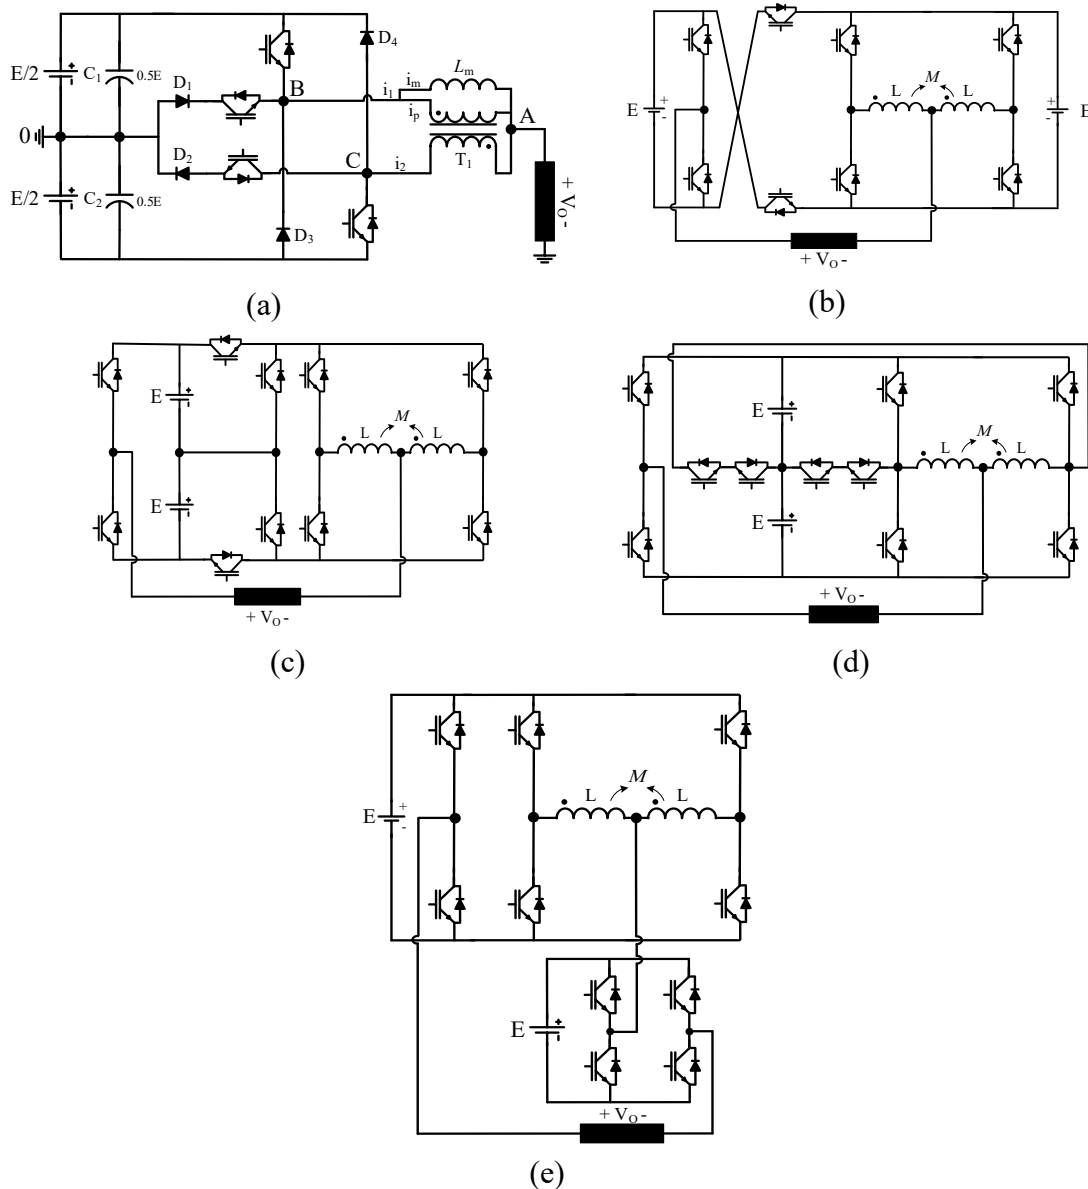 E/2
C₁
0.5E
D₁
B
D₄
i₁
iₘ
Lₘ
iₚ
A
0
D₂
C
i₂
T₁
E/2
C₂
0.5E
D₃
+ Vₒ -
(a)
E
+
-
L
M
L
+
-
E
+ Vₒ -
(b)
E
+
-
L
M
L
E
+
-
+ Vₒ -
(c)
E
+
-
L
M
L
E
+
-
+ Vₒ -
(d)
E
+
-
L
M
L
E
+
-
+ Vₒ -
(e)